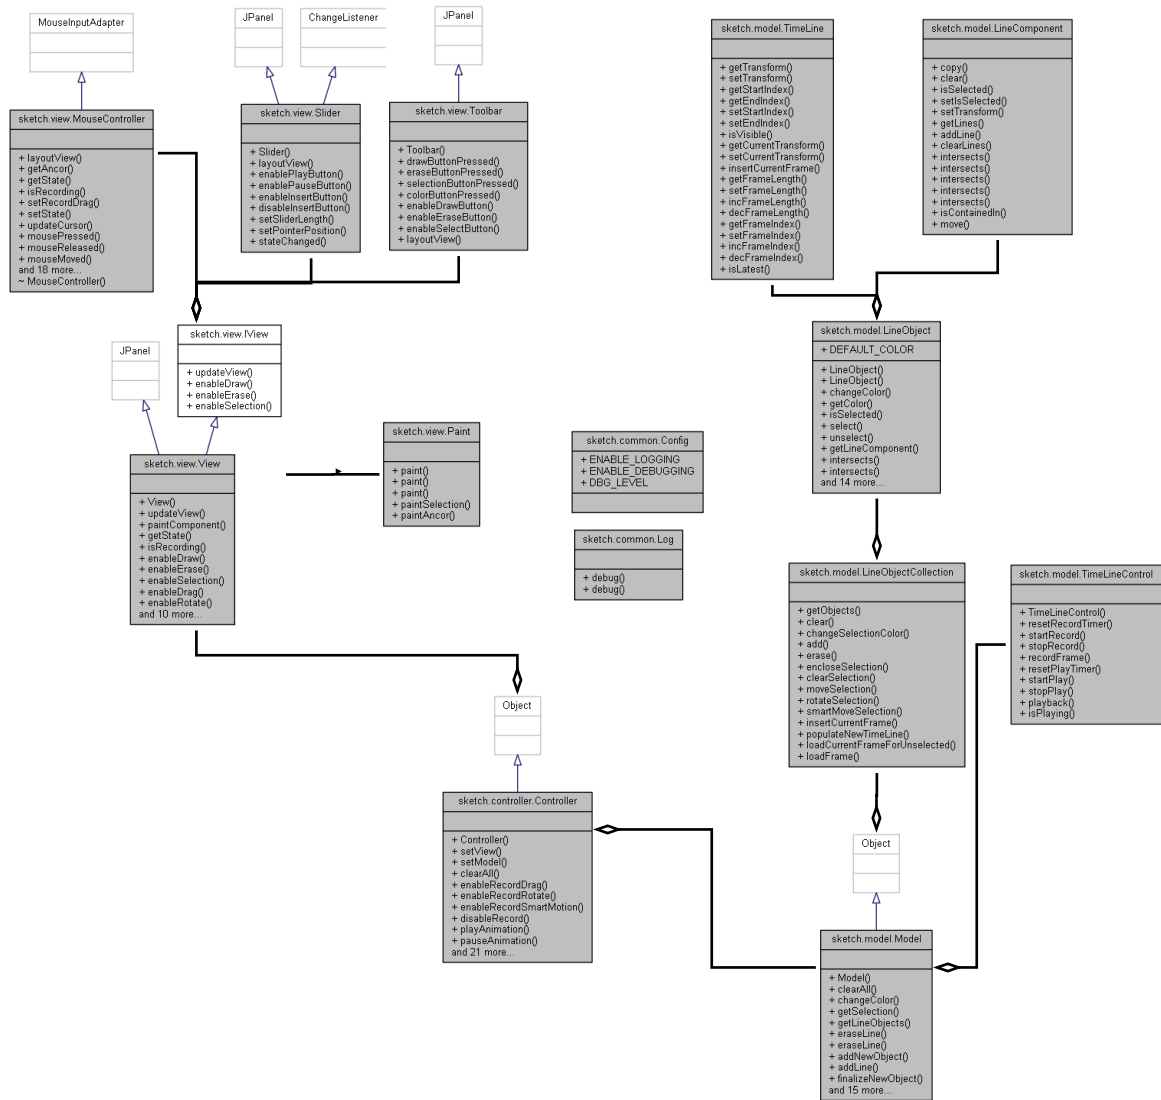 MouseInputAdapter
sketch.view.MouseController
+ layoutView()
+ getAncor()
+ getState()
+ isRecording()
+ setRecordDrag()
+ setState()
+ updateCursor()
+ mousePressed()
+ mouseReleased()
+ mouseMoved()
and 18 more...
~ MouseController()
JPanel
ChangeListener
sketch.view.Slider
+ Slider()
+ layoutView()
+ enablePlayButton()
+ enablePauseButton()
+ enableInsertButton()
+ disableInsertButton()
+ setSliderLength()
+ setPointerPosition()
+ stateChanged()
JPanel
sketch.view.Toolbar
+ Toolbar()
+ drawButtonPressed()
+ eraseButtonPressed()
+ selectionButtonPressed()
+ colorButtonPressed()
+ enableDrawButton()
+ enableEraseButton()
+ enableSelectButton()
+ layoutView()
sketch.model.TimeLine
+ getTransform()
+ setTransform()
+ getStartIndex()
+ getEndIndex()
+ setStartIndex()
+ setEndIndex()
+ isVisible()
+ getCurrentTransform()
+ setCurrentTransform()
+ insertCurrentFrame()
+ getFrameLength()
+ setFrameLength()
+ incFrameLength()
+ decFrameLength()
+ getFrameIndex()
+ setFrameIndex()
+ incFrameIndex()
+ decFrameIndex()
+ isLatest()
sketch.model.LineComponent
+ copy()
+ clear()
+ isSelected()
+ setIsSelected()
+ setTransform()
+ getLines()
+ addLine()
+ clearLines()
+ intersects()
+ intersects()
+ intersects()
+ intersects()
+ intersects()
+ isContainedIn()
+ move()
sketch.view.IView
+ updateView()
+ enableDraw()
+ enableErase()
+ enableSelection()
JPanel
sketch.view.View
+ View()
+ updateView()
+ paintComponent()
+ getState()
+ isRecording()
+ enableDraw()
+ enableErase()
+ enableSelection()
+ enableDrag()
+ enableRotate()
and 10 more...
sketch.view.Paint
+ paint()
+ paint()
+ paint()
+ paintSelection()
+ paintAncor()
sketch.common.Config
+ ENABLE_LOGGING
+ ENABLE_DEBUGGING
+ DBG_LEVEL
sketch.common.Log
+ debug()
+ debug()
sketch.model.LineObject
+ DEFAULT_COLOR
+ LineObject()
+ LineObject()
+ changeColor()
+ getColor()
+ isSelected()
+ select()
+ unselect()
+ getLineComponent()
+ intersects()
+ intersects()
and 14 more...
sketch.model.LineObjectCollection
+ getObjects()
+ clear()
+ changeSelectionColor()
+ add()
+ erase()
+ encloseSelection()
+ clearSelection()
+ moveSelection()
+ rotateSelection()
+ smartMoveSelection()
+ insertCurrentFrame()
+ populateNewTimeLine()
+ loadCurrentFrameForUnselected()
+ loadFrame()
sketch.model.TimeLineControl
+ TimeLineControl()
+ resetRecordTimer()
+ startRecord()
+ stopRecord()
+ recordFrame()
+ resetPlayTimer()
+ startPlay()
+ stopPlay()
+ playback()
+ isPlaying()
Object
sketch.controller.Controller
+ Controller()
+ setView()
+ setModel()
+ clearAll()
+ enableRecordDrag()
+ enableRecordRotate()
+ enableRecordSmartMotion()
+ disableRecord()
+ playAnimation()
+ pauseAnimation()
and 21 more...
Object
sketch.model.Model
+ Model()
+ clearAll()
+ changeColor()
+ getSelection()
+ getLineObjects()
+ eraseLine()
+ eraseLine()
+ addNewObject()
+ addLine()
+ finalizeNewObject()
and 15 more...